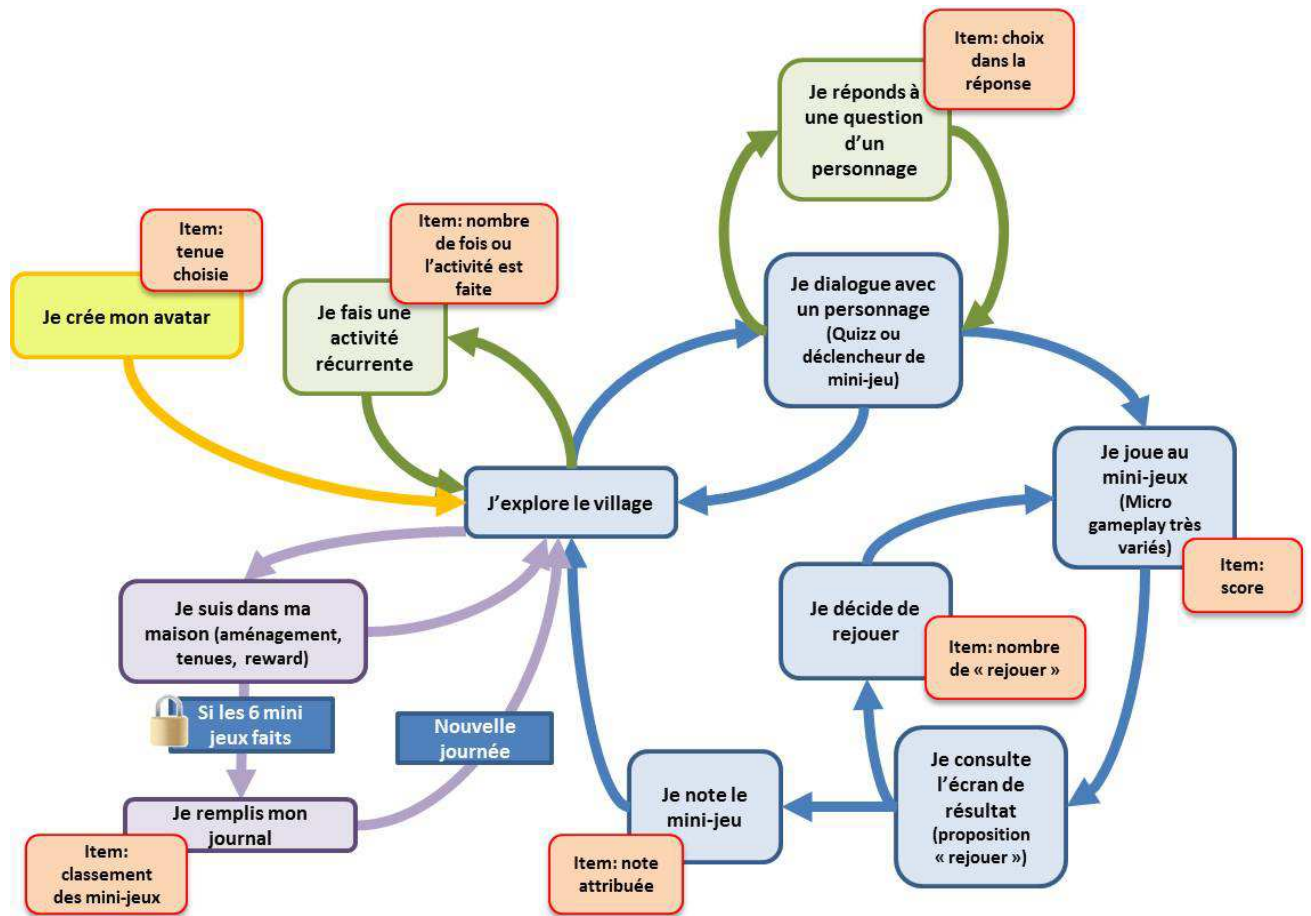 Item: choix
dans la
réponse
Je réponds à
une question
d'un
personnage
Item: nombre
de fois ou
l'activité est
faite
Item:
tenue
choisie
Je crée mon avatar
Je fais une
activité
récurrente
Je dialogue avec
un personnage
(Quizz ou
déclencheur de
mini-jeu)
J'explore le village
Je joue au
mini-jeux
(Micro
gameplay très
variés)
Item:
score
Je suis dans ma
maison (aménagement,
tenues, reward)
Je décide de
rejouer
Item: nombre
de « rejouer »
Si les 6 mini
jeux faits
Nouvelle
journée
Je consulte
l'écran de
résultat
(proposition
« rejouer »)
Je note le
mini-jeu
Item: note
attribuée
Je remplis mon
journal
Item:
classement
des mini-jeux